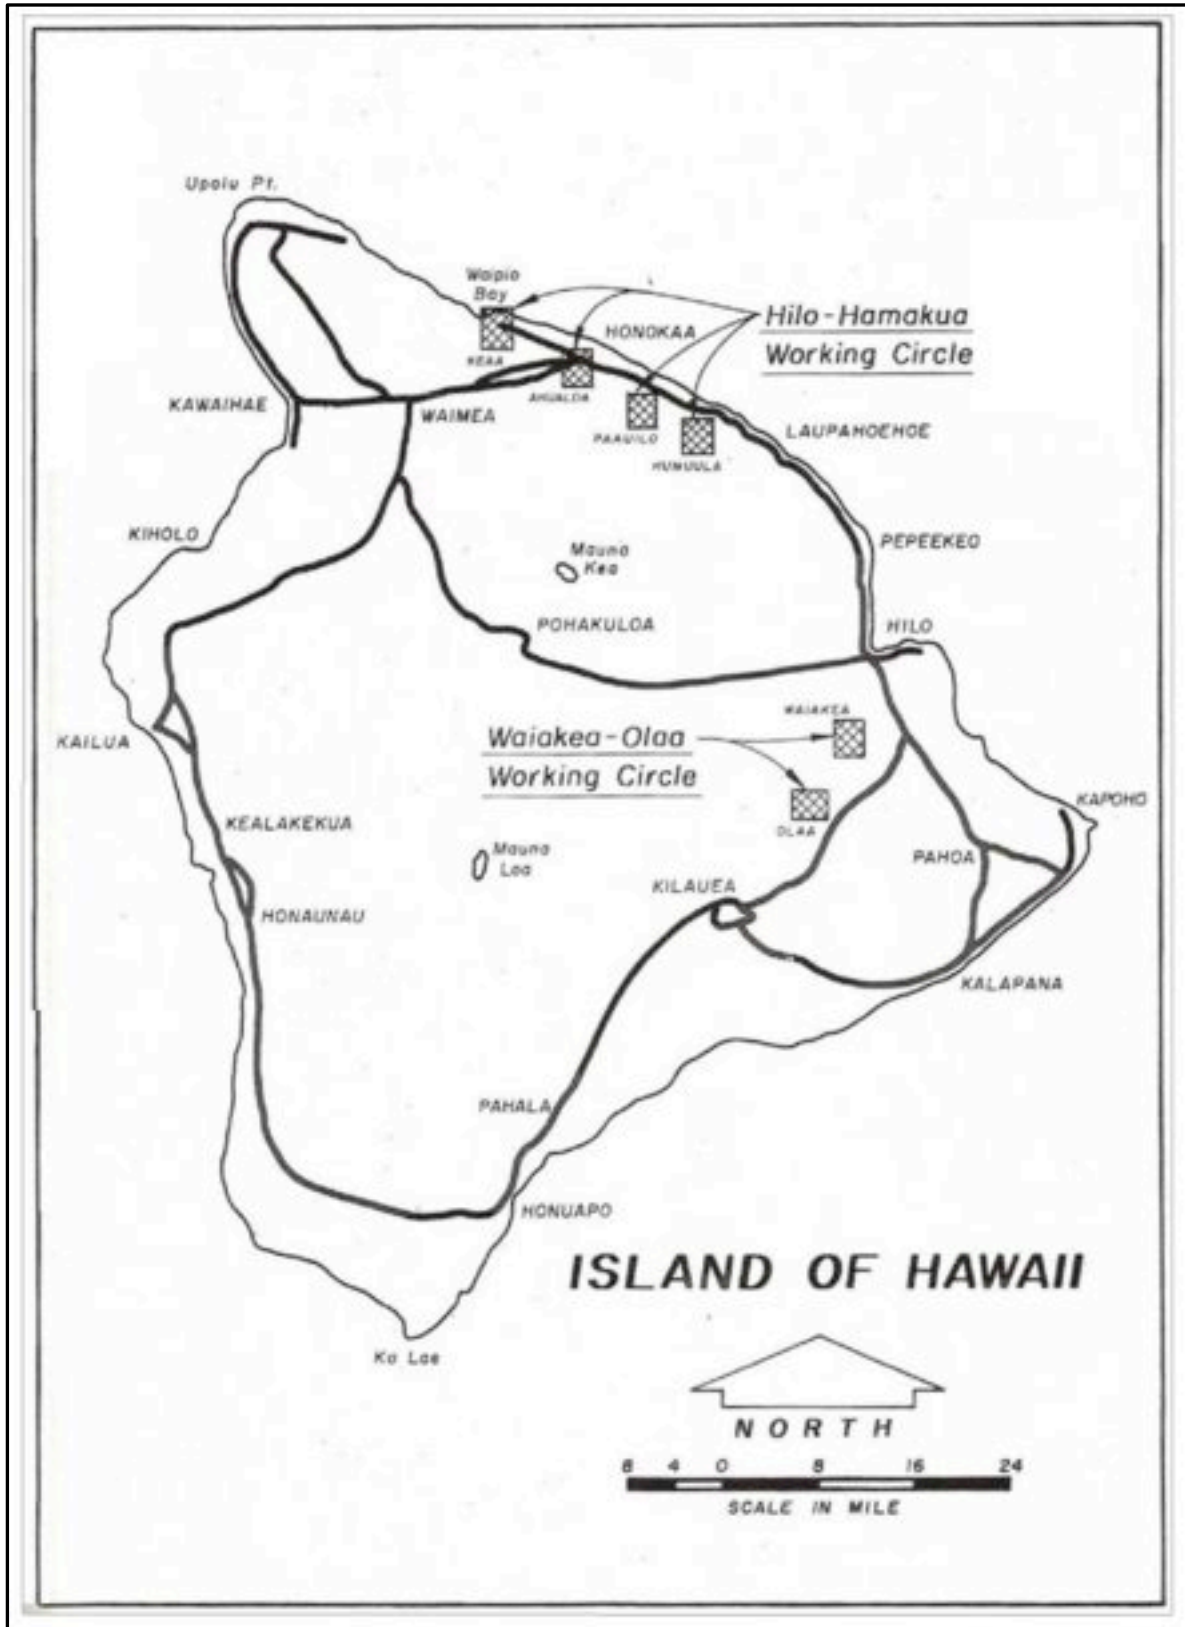 Upolu Pt.
Waipio
Bay
HONOKAA
Hilo-Hamakua
Working Circle
KEAA
AHUALOA
KAWAIHAE
WAIMEA
PAAUILO
LAUPAHOEHOE
HUMUULA
KIHOLO
Mauna
Kea
PEPEEKEO
POHAKULOA
HILO
WAIAKEA
KAILUA
Waiakea-Olaa
Working Circle
OLAA
KAPOHO
KEALAKEKUA
Mauna
Loa
PAHOA
KILAUEA
HONAUNAU
KALAPANA
PAHALA
HONUAPO
ISLAND OF HAWAII
Ka Lae
NORTH
8 4 0 8 16 24
SCALE IN MILE